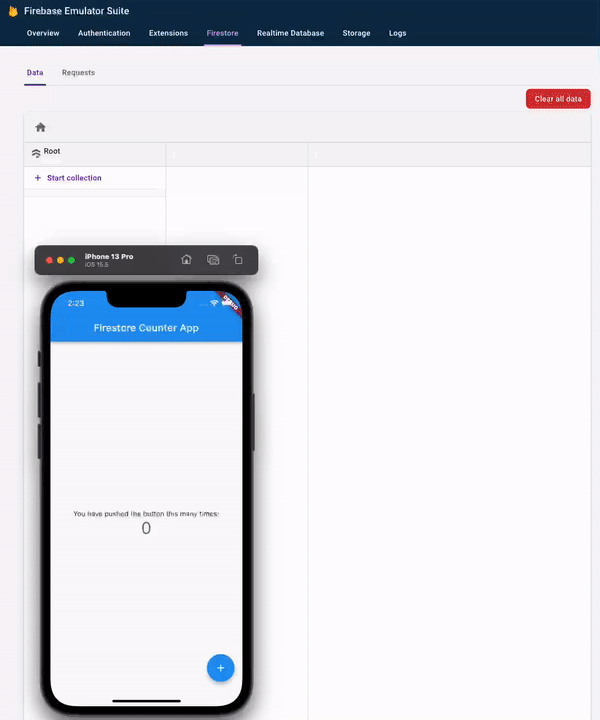 Firebase Emulator Suite
Overview Authentication Extensions Firestore Realtime Database Storage Logs
Data Requests
Clear all data
Root
+ Start collection
iPhone 13 Pro
iOS 15.5
2:23
DEBUG
Firestore Counter App
You have pushed the button this many times:
0
+